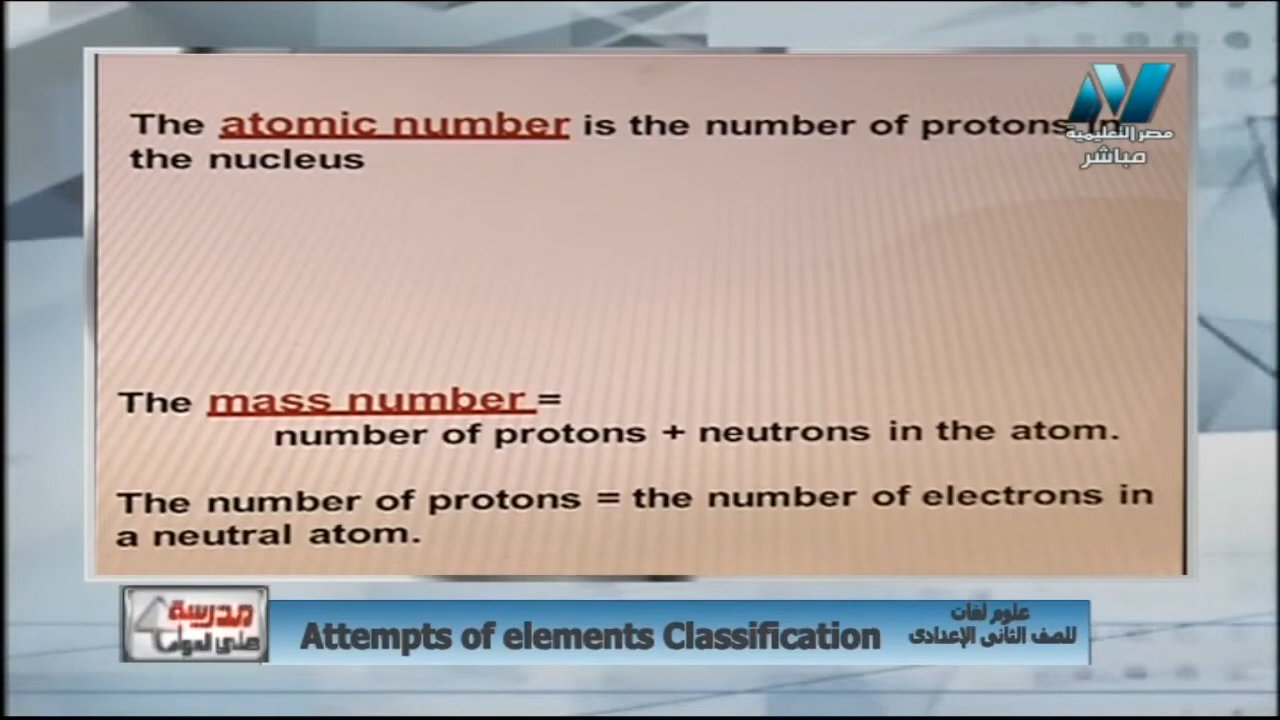 The atomic number is the number of protons in
the nucleus
مصر التعليمية
مباشر
The mass number =
number of protons + neutrons in the atom.
The number of protons = the number of electrons in
a neutral atom.
مدرسة
على الهواء
Attempts of elements Classification
علوم لغات
للصف الثانى الإعدادى